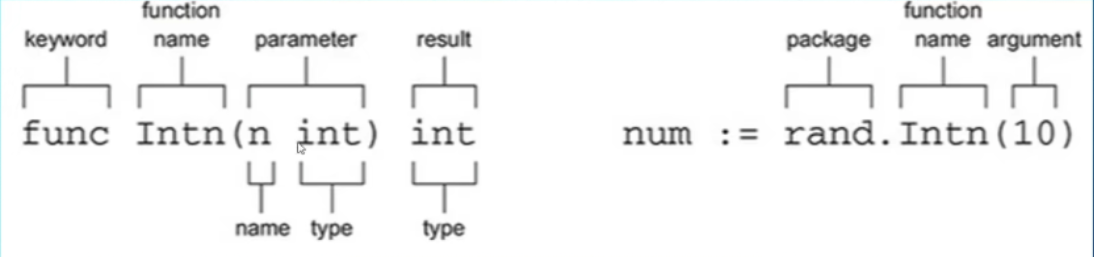 function function
keyword name parameter result package name argument
func Intn(n int) int num := rand.Intn(10)
name type type